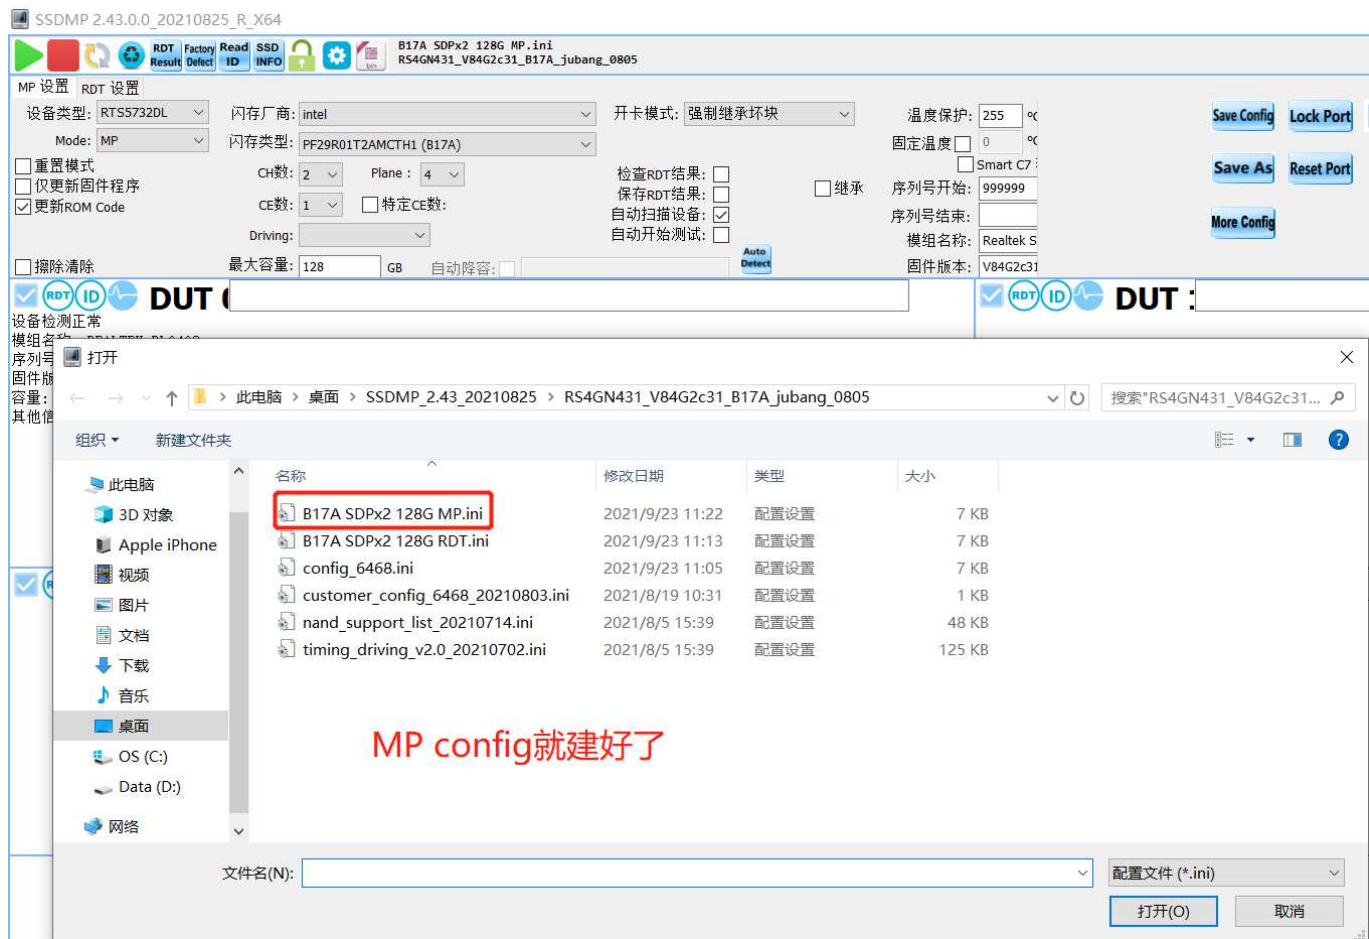 SSDMP 2.43.0.0_20210825_R_X64
RDT Result
Factory Defect
Read ID
SSD INFO
B17A SDPx2 128G MP.ini
RS4GN431_V84G2c31_B17A_jubang_0805
MP 设置 RDT 设置
设备类型: RTS5732DL 闪存厂商: intel 开卡模式: 强制继承坏块 温度保护: 255 Save Config Lock Port
Mode: MP 闪存类型: PF29R01T2AMCTH1 (B17A) 固定温度 0
重置模式 CH数: 2 Plane : 4 检查RDT结果: Smart C7 Save As Reset Port
仅更新固件程序 保存RDT结果: 继承 序列号开始: 999999
更新ROM Code CE数: 1 特定CE数: 自动扫描设备: 序列号结束: More Config
Driving: 自动开始测试: 模组名称: Realtek S
擦除清除 最大容量: 128 GB 自动降容: Auto Detect 固件版本: V84G2c31
RDT ID DUT RDT ID DUT
设备检测正常
模组名
序列号
固件版
容量:
其他信
打开
此电脑 > 桌面 > SSDMP_2.43_20210825 > RS4GN431_V84G2c31_B17A_jubang_0805 搜索"RS4GN431_V84G2c31...
组织 新建文件夹
名称 修改日期 类型 大小
此电脑
3D 对象
Apple iPhone
视频
图片
文档
下载
音乐
桌面
OS (C:)
Data (D:)
网络
B17A SDPx2 128G MP.ini 2021/9/23 11:22 配置设置 7 KB
B17A SDPx2 128G RDT.ini 2021/9/23 11:13 配置设置 7 KB
config_6468.ini 2021/9/23 11:05 配置设置 7 KB
customer_config_6468_20210803.ini 2021/8/19 10:31 配置设置 1 KB
nand_support_list_20210714.ini 2021/8/5 15:39 配置设置 48 KB
timing_driving_v2.0_20210702.ini 2021/8/5 15:39 配置设置 125 KB
MP config就建好了
文件名(N): 配置文件 (*.ini)
打开(O) 取消